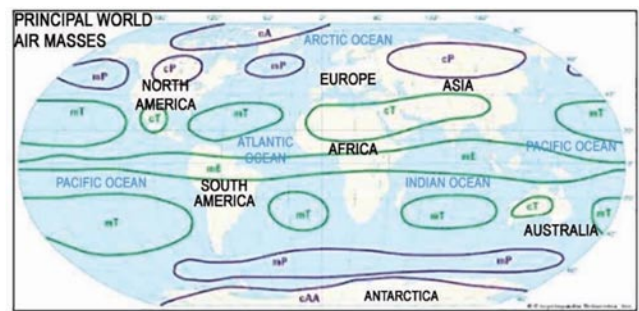 PRINCIPAL WORLD
AIR MASSES
cA
ARCTIC OCEAN
mP
cP
mP
cP
EUROPE
ASIA
NORTH
AMERICA
mT
cT
mT
cT
mT
ATLANTIC
OCEAN
AFRICA
PACIFIC OCEAN
mE
mE
PACIFIC OCEAN
SOUTH
AMERICA
INDIAN OCEAN
mT
mT
mT
cT
mT
AUSTRALIA
mP
mP
cAA
ANTARCTICA